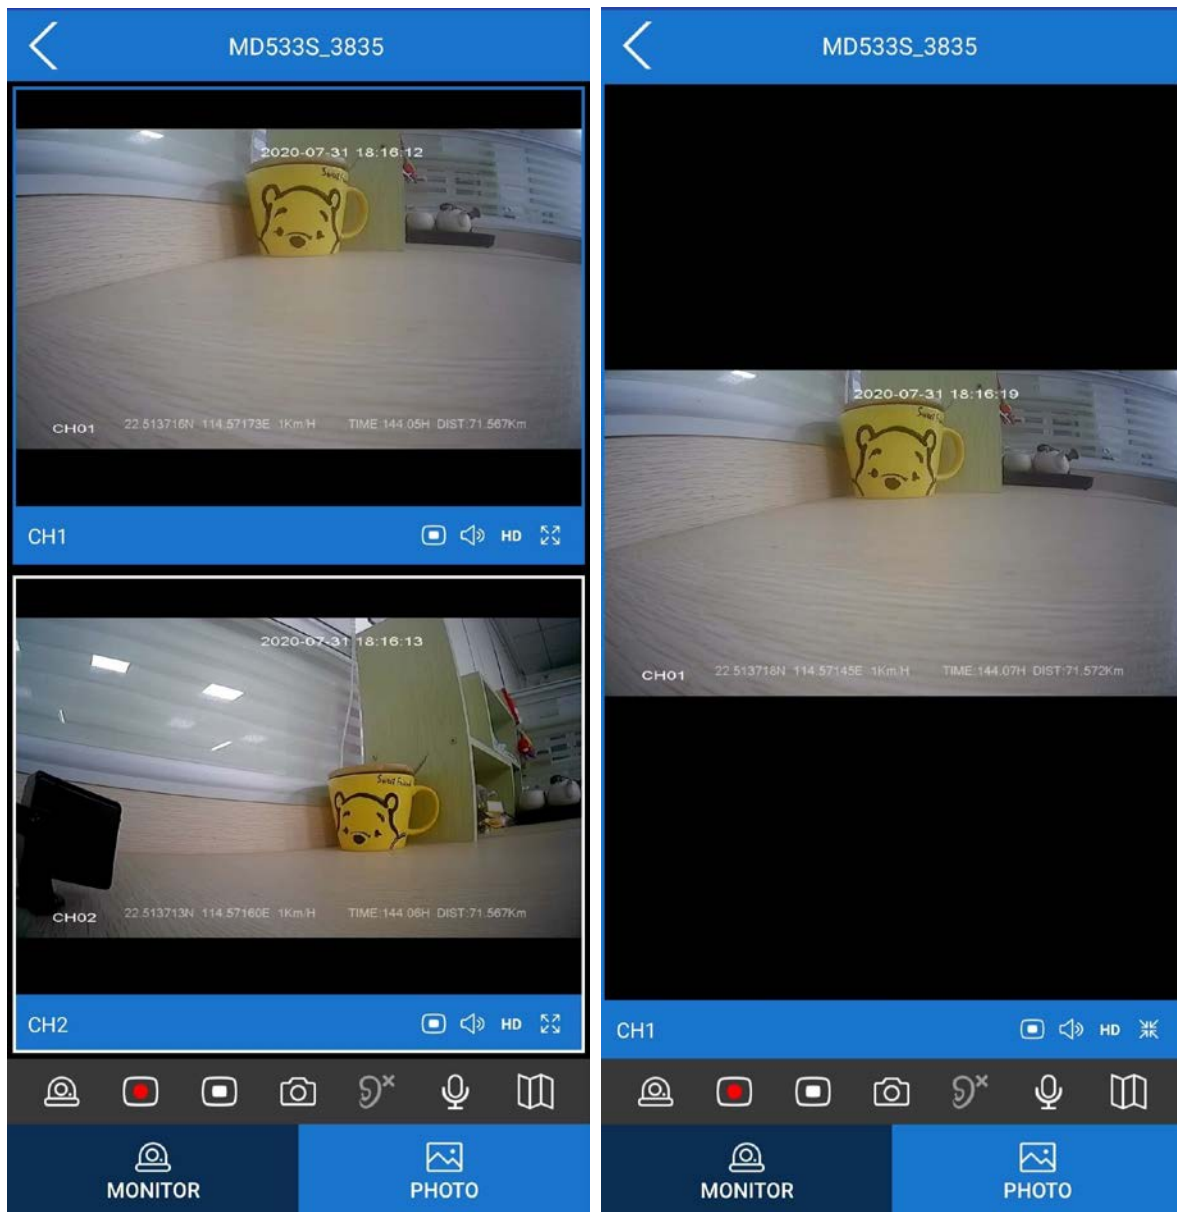 MD533S_3835
2020-07-31 18:16:12
CH01 22.513716N 114.57173E 1Km/H TIME:144.05H DIST:71.567Km
CH1 HD
2020-07-31 18:16:13
Sweet
CH02 22.513713N 114.57160E 1Km/H TIME:144.06H DIST:71.567Km
CH2 HD
MONITOR PHOTO
MD533S_3835
2020-07-31 18:16:19
CH01 22.513718N 114.57145E 1Km/H TIME:144.07H DIST:71.572Km
CH1 HD
MONITOR PHOTO